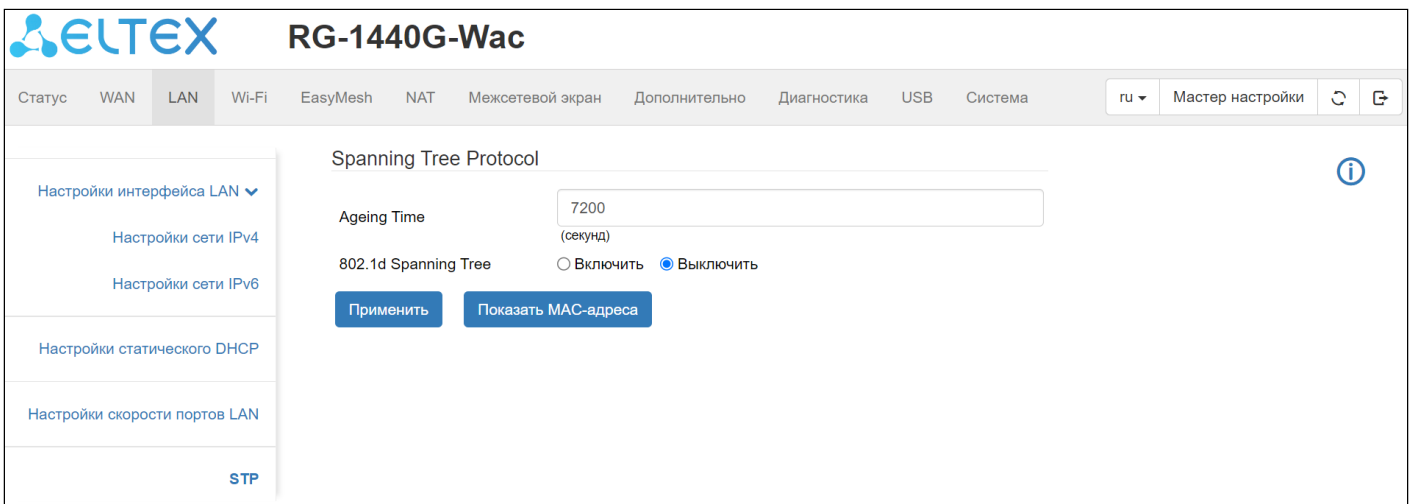 ELTEX RG-1440G-Wac
Статус WAN LAN Wi-Fi EasyMesh NAT Межсетевой экран Дополнительно Диагностика USB Система ru Мастер настройки
Spanning Tree Protocol
Настройки интерфейса LAN
Настройки сети IPv4
Настройки сети IPv6
Настройки статического DHCP
Настройки скорости портов LAN
STP
Ageing Time 7200
(секунд)
802.1d Spanning Tree Включить Выключить
Применить Показать MAC-адреса